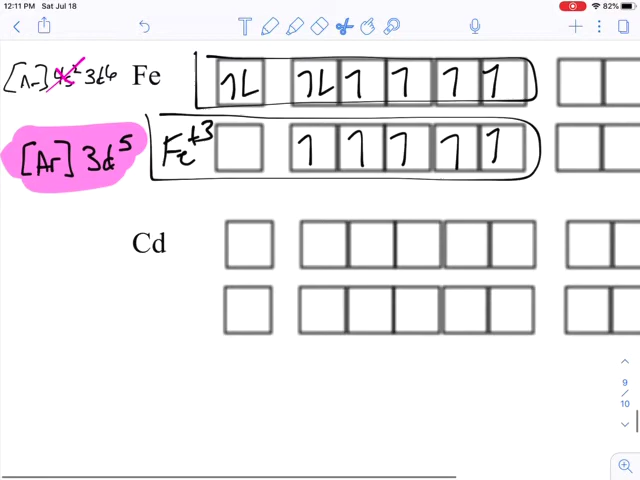 12:11 PM Sat Jul 18
82%
[Ar] 4s² 3d6 Fe
[Ar] 3d⁵ Fe+3
Cd
9
/
10